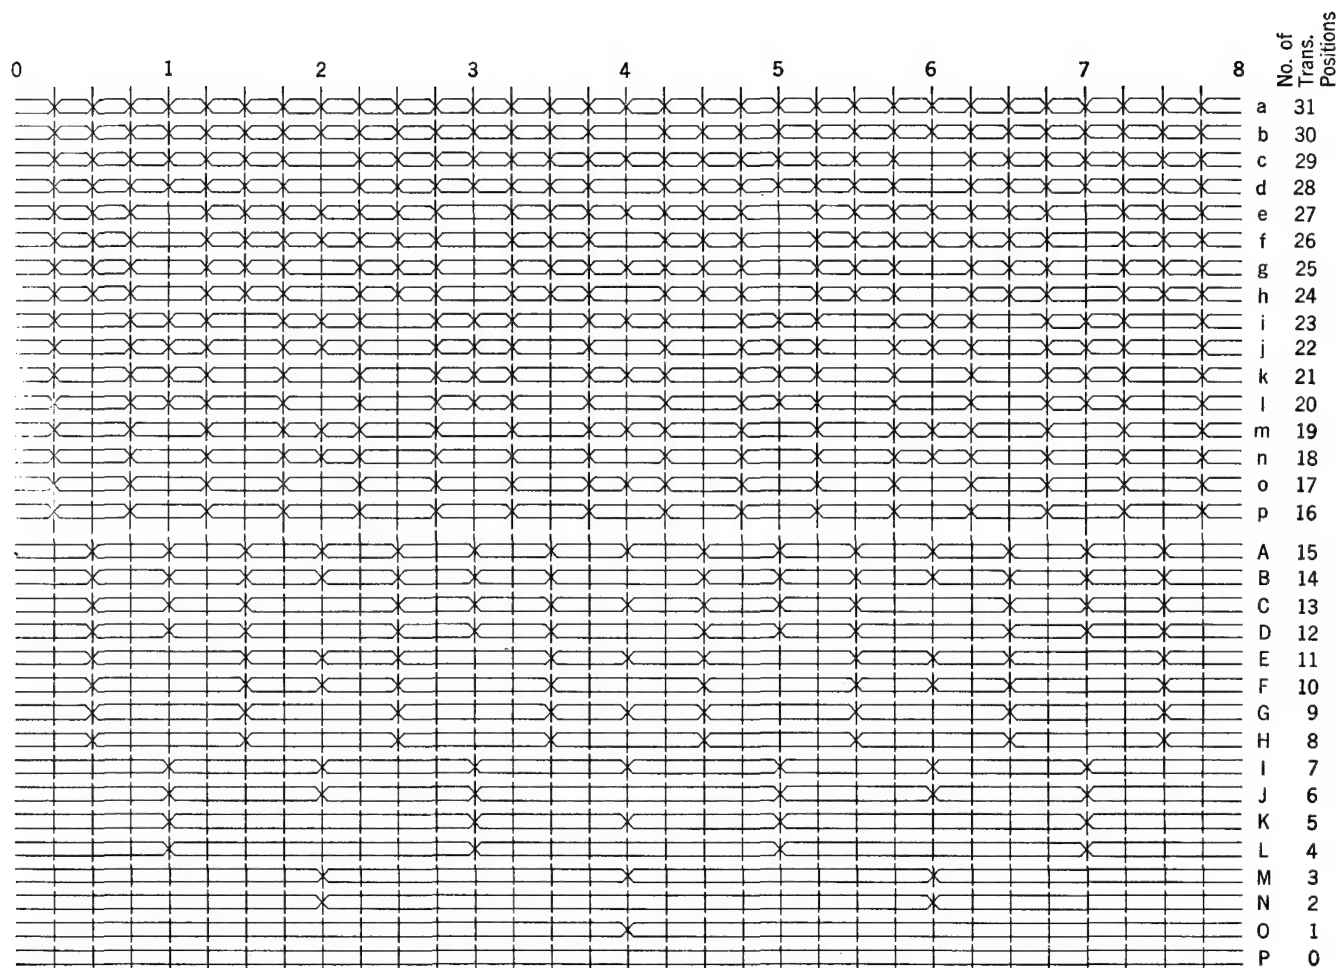 No. of
Trans.
Positions
0 1 2 3 4 5 6 7 8
a 31
b 30
c 29
d 28
e 27
f 26
g 25
h 24
i 23
j 22
k 21
l 20
m 19
n 18
o 17
p 16
A 15
B 14
C 13
D 12
E 11
F 10
G 9
H 8
I 7
J 6
K 5
L 4
M 3
N 2
O 1
P 0